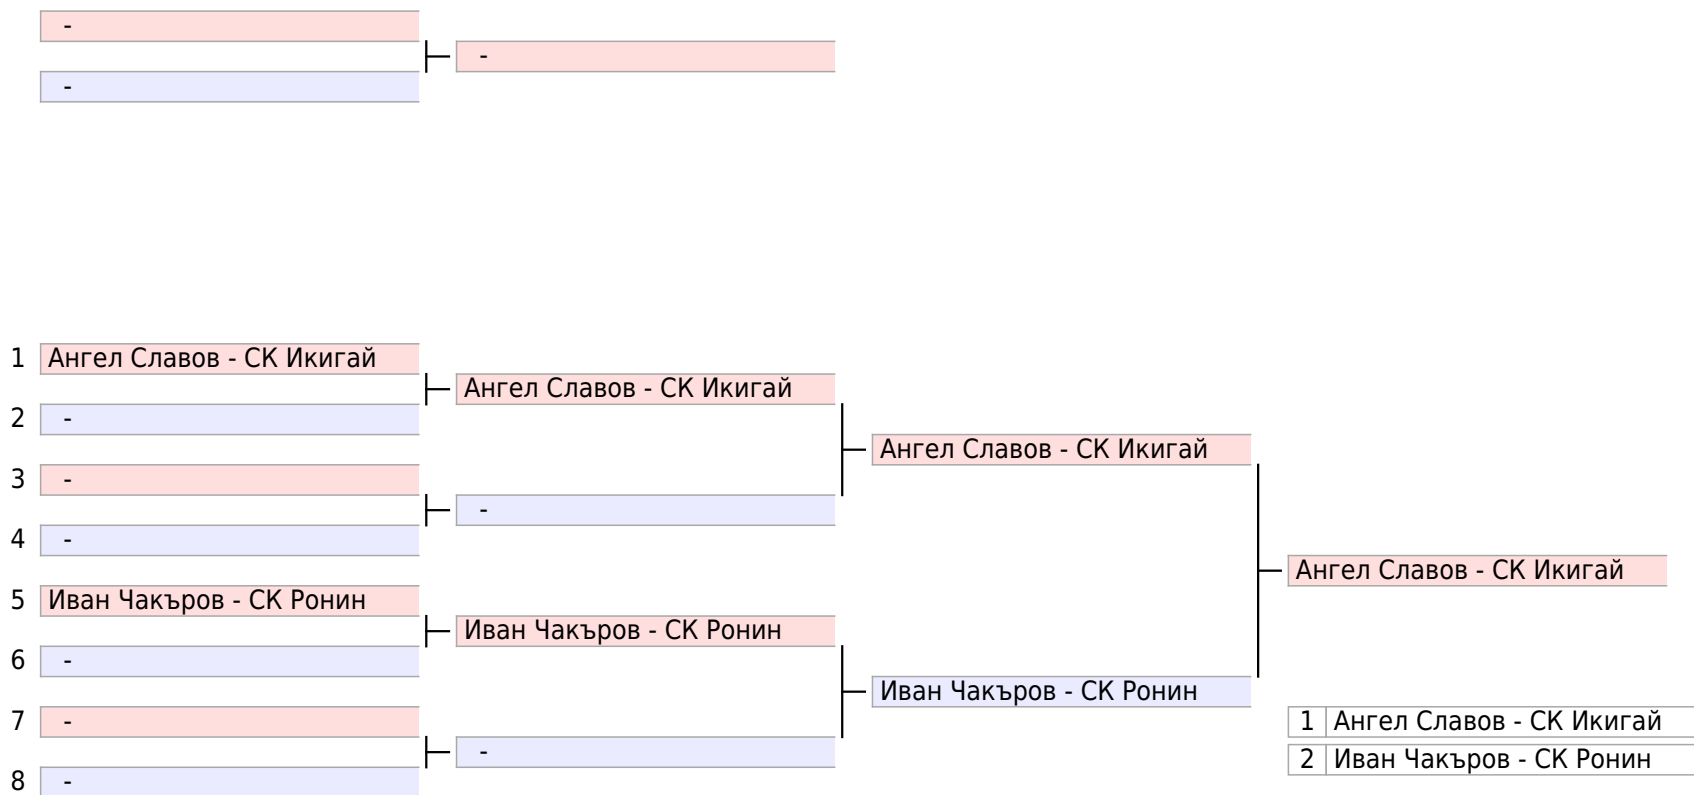 -
-
-
1 Ангел Славов - СК Икигай
Ангел Славов - СК Икигай
2 -
Ангел Славов - СК Икигай
3 -
-
4 -
Ангел Славов - СК Икигай
5 Иван Чакъров - СК Ронин
Иван Чакъров - СК Ронин
6 -
Иван Чакъров - СК Ронин
7 -
1 Ангел Славов - СК Икигай
-
2 Иван Чакъров - СК Ронин
8 -